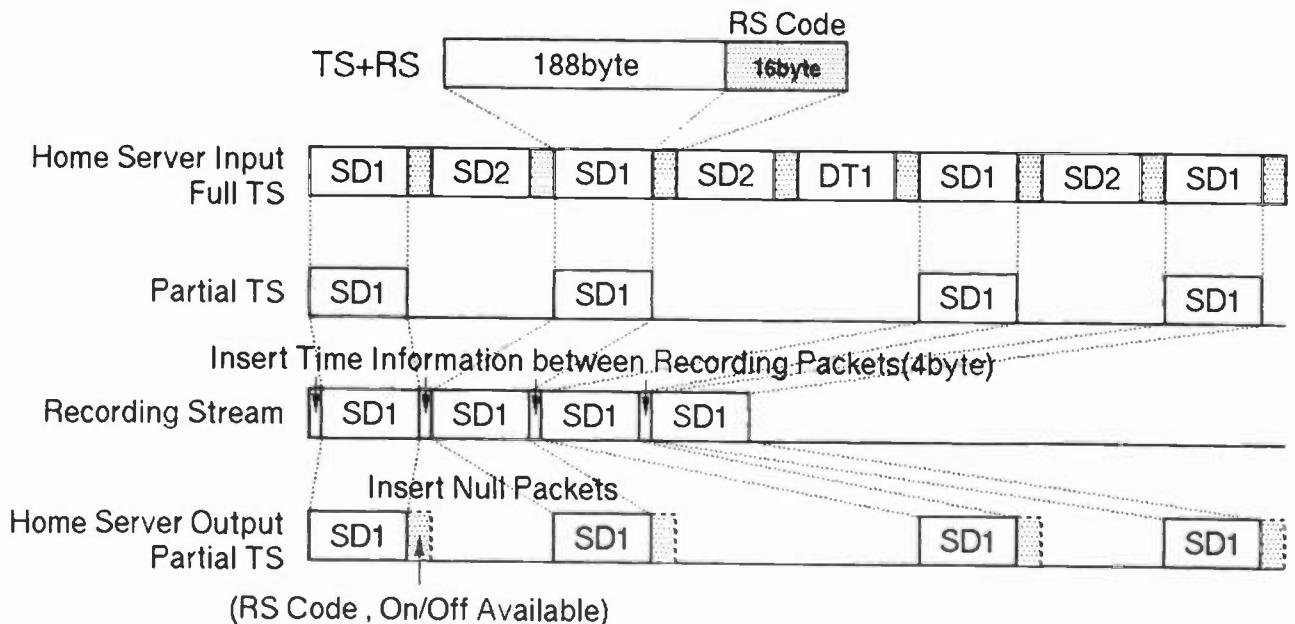 RS Code
TS+RS 188byte 16byte
Home Server Input
Full TS
SD1 SD2 SD1 SD2 DT1 SD1 SD2 SD1
Partial TS SD1 SD1 SD1 SD1
Insert Time Information between Recording Packets(4byte)
Recording Stream SD1 SD1 SD1 SD1
Insert Null Packets
Home Server Output
Partial TS
SD1 SD1 SD1 SD1
(RS Code , On/Off Available)